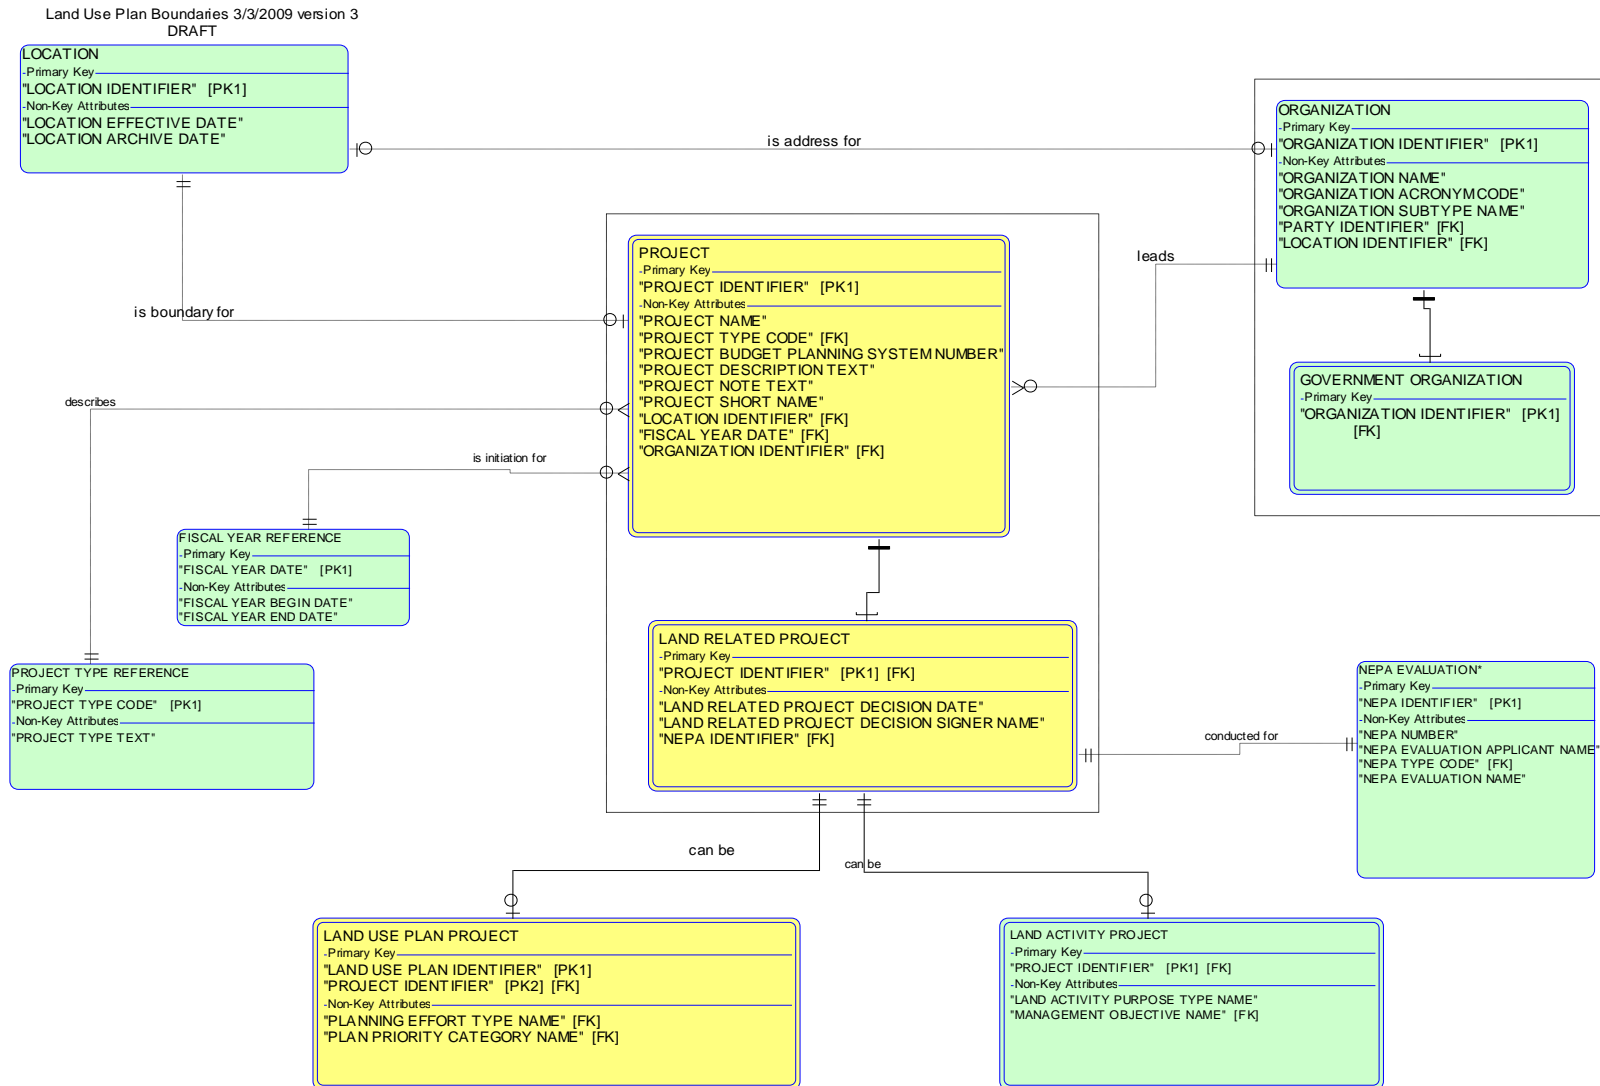 Land Use Plan Boundaries 3/3/2009 version 3
DRAFT
LOCATION
-Primary Key
"LOCATION IDENTIFIER" [PK1]
-Non-Key Attributes
"LOCATION EFFECTIVE DATE"
"LOCATION ARCHIVE DATE"
is address for
ORGANIZATION
-Primary Key
"ORGANIZATION IDENTIFIER" [PK1]
-Non-Key Attributes
"ORGANIZATION NAME"
"ORGANIZATION ACRONYM CODE"
"ORGANIZATION SUBTYPE NAME"
"PARTY IDENTIFIER" [FK]
"LOCATION IDENTIFIER" [FK]
leads
is boundary for
PROJECT
-Primary Key
"PROJECT IDENTIFIER" [PK1]
-Non-Key Attributes
"PROJECT NAME"
"PROJECT TYPE CODE" [FK]
"PROJECT BUDGET PLANNING SYSTEM NUMBER"
"PROJECT DESCRIPTION TEXT"
"PROJECT NOTE TEXT"
"PROJECT SHORT NAME"
"LOCATION IDENTIFIER" [FK]
"FISCAL YEAR DATE" [FK]
"ORGANIZATION IDENTIFIER" [FK]
GOVERNMENT ORGANIZATION
-Primary Key
"ORGANIZATION IDENTIFIER" [PK1]
[FK]
describes
is initiation for
FISCAL YEAR REFERENCE
-Primary Key
"FISCAL YEAR DATE" [PK1]
-Non-Key Attributes
"FISCAL YEAR BEGIN DATE"
"FISCAL YEAR END DATE"
PROJECT TYPE REFERENCE
-Primary Key
"PROJECT TYPE CODE" [PK1]
-Non-Key Attributes
"PROJECT TYPE TEXT"
LAND RELATED PROJECT
-Primary Key
"PROJECT IDENTIFIER" [PK1] [FK]
-Non-Key Attributes
"LAND RELATED PROJECT DECISION DATE"
"LAND RELATED PROJECT DECISION SIGNER NAME"
"NEPA IDENTIFIER" [FK]
conducted for
NEPA EVALUATION*
-Primary Key
"NEPA IDENTIFIER" [PK1]
-Non-Key Attributes
"NEPA NUMBER"
"NEPA EVALUATION APPLICANT NAME"
"NEPA TYPE CODE" [FK]
"NEPA EVALUATION NAME"
can be
can be
LAND USE PLAN PROJECT
-Primary Key
"LAND USE PLAN IDENTIFIER" [PK1]
"PROJECT IDENTIFIER" [PK2] [FK]
-Non-Key Attributes
"PLANNING EFFORT TYPE NAME" [FK]
"PLAN PRIORITY CATEGORY NAME" [FK]
LAND ACTIVITY PROJECT
-Primary Key
"PROJECT IDENTIFIER" [PK1] [FK]
-Non-Key Attributes
"LAND ACTIVITY PURPOSE TYPE NAME"
"MANAGEMENT OBJECTIVE NAME" [FK]